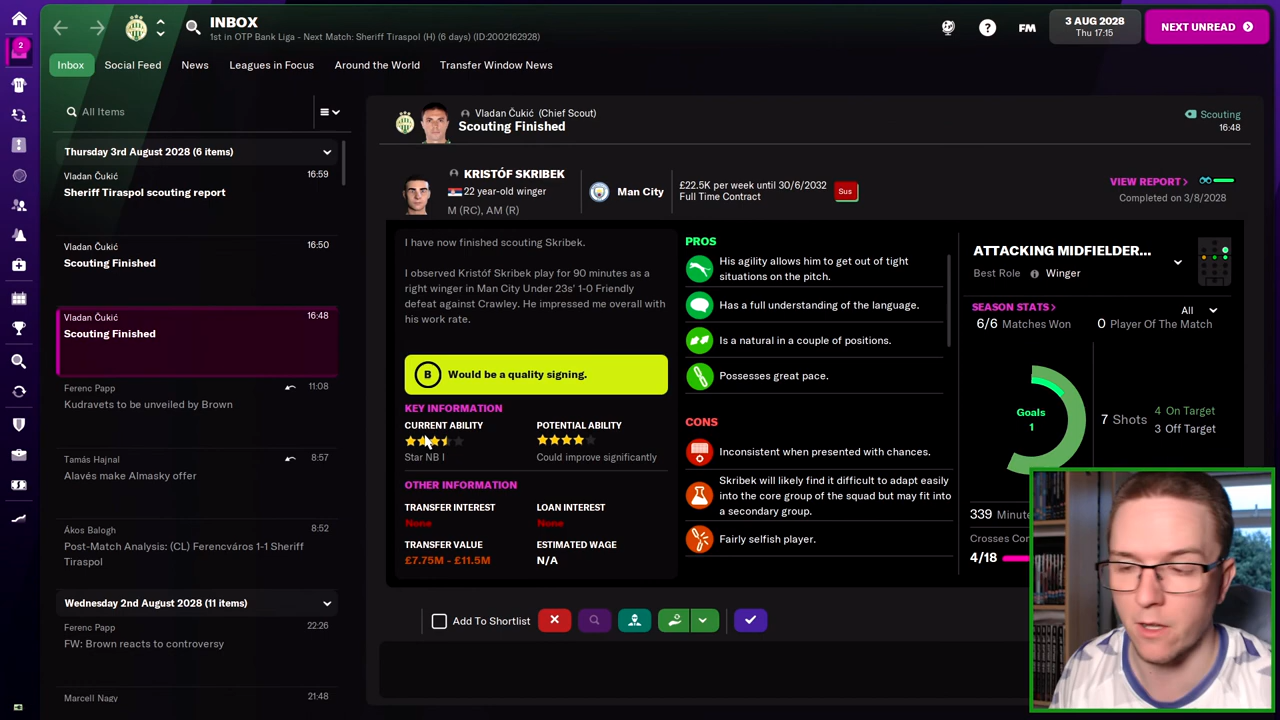 2
INBOX
1st in OTP Bank Liga - Next Match: Sheriff Tiraspol (H) (6 days) (ID:2002162928)
?
FM
3 AUG 2028
Thu 17:15
NEXT UNREAD
Inbox
Social Feed
News
Leagues in Focus
Around the World
Transfer Window News
All Items
Thursday 3rd August 2028 (6 items)
Vladan Čukić
16:59
Sheriff Tiraspol scouting report
Vladan Čukić
16:50
Scouting Finished
Vladan Čukić
16:48
Scouting Finished
Ferenc Papp
11:08
Kudravets to be unveiled by Brown
Tamás Hajnal
8:57
Alavés make Almasky offer
Ákos Balogh
8:52
Post-Match Analysis: (CL) Ferencváros 1-1 Sheriff
Tiraspol
Wednesday 2nd August 2028 (11 items)
Ferenc Papp
22:26
FW: Brown reacts to controversy
Marcell Nagy
21:48
Vladan Čukić (Chief Scout)
Scouting Finished
Scouting
16:48
KRISTÓF SKRIBEK
22 year-old winger
M (RC), AM (R)
Man City
£22.5K per week until 30/6/2032
Full Time Contract
Sus
VIEW REPORT >
Completed on 3/8/2028
I have now finished scouting Skribek.
I observed Kristóf Skribek play for 90 minutes as a
right winger in Man City Under 23s' 1-0 Friendly
defeat against Crawley. He impressed me overall with
his work rate.
B
Would be a quality signing.
KEY INFORMATION
CURRENT ABILITY
Star NB I
POTENTIAL ABILITY
Could improve significantly
OTHER INFORMATION
TRANSFER INTEREST
None
LOAN INTEREST
None
TRANSFER VALUE
£7.75M - £11.5M
ESTIMATED WAGE
N/A
PROS
His agility allows him to get out of tight
situations on the pitch.
Has a full understanding of the language.
Is a natural in a couple of positions.
Possesses great pace.
CONS
Inconsistent when presented with chances.
Skribek will likely find it difficult to adapt easily
into the core group of the squad but may fit into
a secondary group.
Fairly selfish player.
ATTACKING MIDFIELDER...
Best Role
Winger
SEASON STATS >
All
6/6 Matches Won
0 Player Of The Match
Goals
1
7 Shots
4 On Target
3 Off Target
339 Minute
Crosses Co
4/18
Add To Shortlist